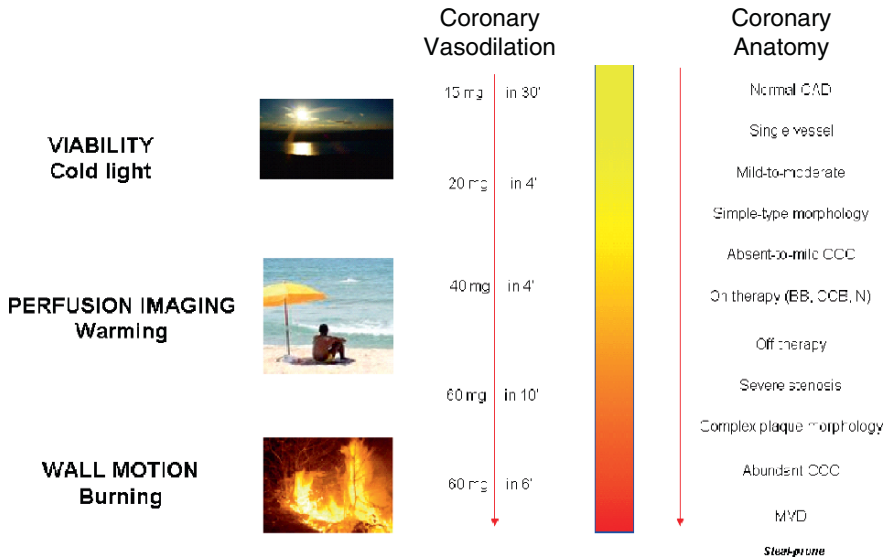 Coronary
Vasodilation
Coronary
Anatomy
VIABILITY
Cold light
PERFUSION IMAGING
Warming
WALL MOTION
Burning
15 mg in 30'
20 mg in 4'
40 mg in 4'
60 mg in 10'
60 mg in 6'
Normal CAD
Single vessel
Mild-to-moderate
Simple-type morphology
Absent-to-mild CCC
On therapy (BB, CCB, N)
Off therapy
Severe stenosis
Complex plaque morphology
Abundant CCC
MVD
Steal-prone